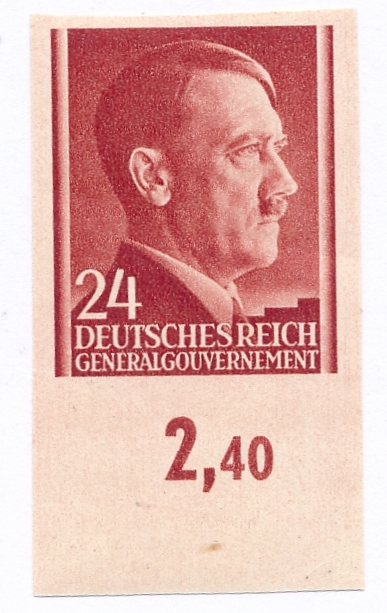 24
DEUTSCHES REICH
GENERALGOUVERNEMENT
2,40